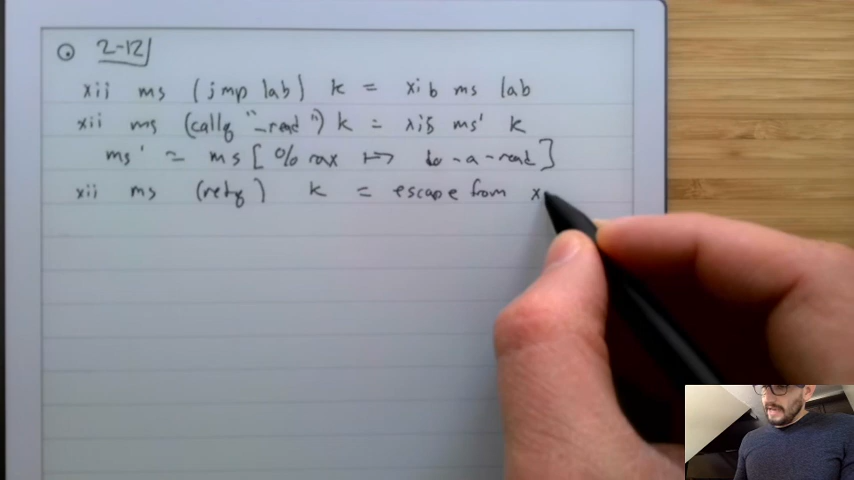 ⊙ 2-12
xii ms (jmp lab) k = xib ms lab
xii ms (callq "_read") k = xib ms' k
ms' = ms[%rax ↦ do-a-read]
xii ms (retq) k = escape from x